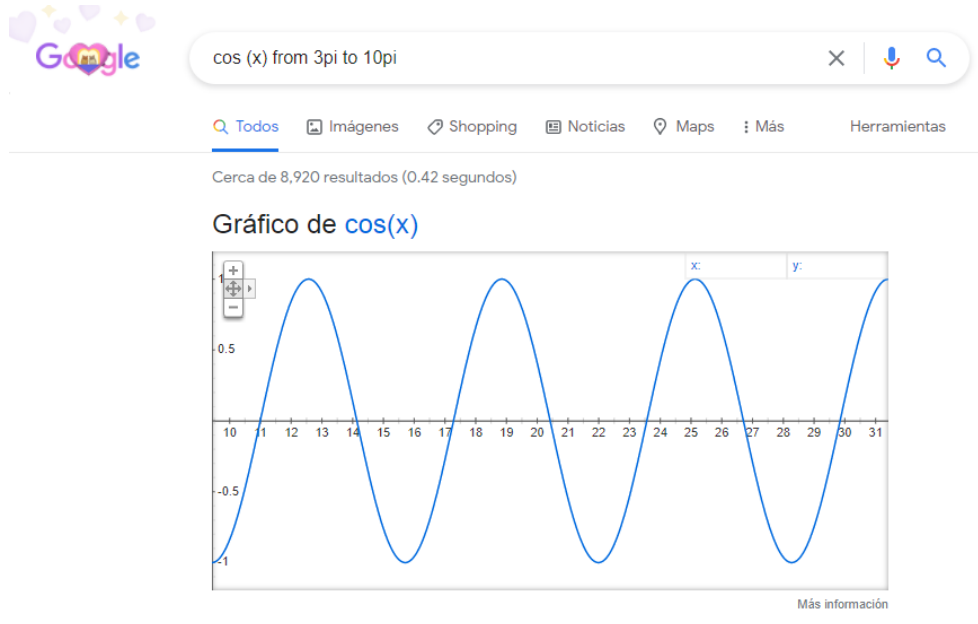 Google
cos (x) from 3pi to 10pi
Todos Imágenes Shopping Noticias Maps Más Herramientas
Cerca de 8,920 resultados (0.42 segundos)
Gráfico de cos(x)
x: y:
1
0.5
10 11 12 13 14 15 16 17 18 19 20 21 22 23 24 25 26 27 28 29 30 31
-0.5
-1
Más información